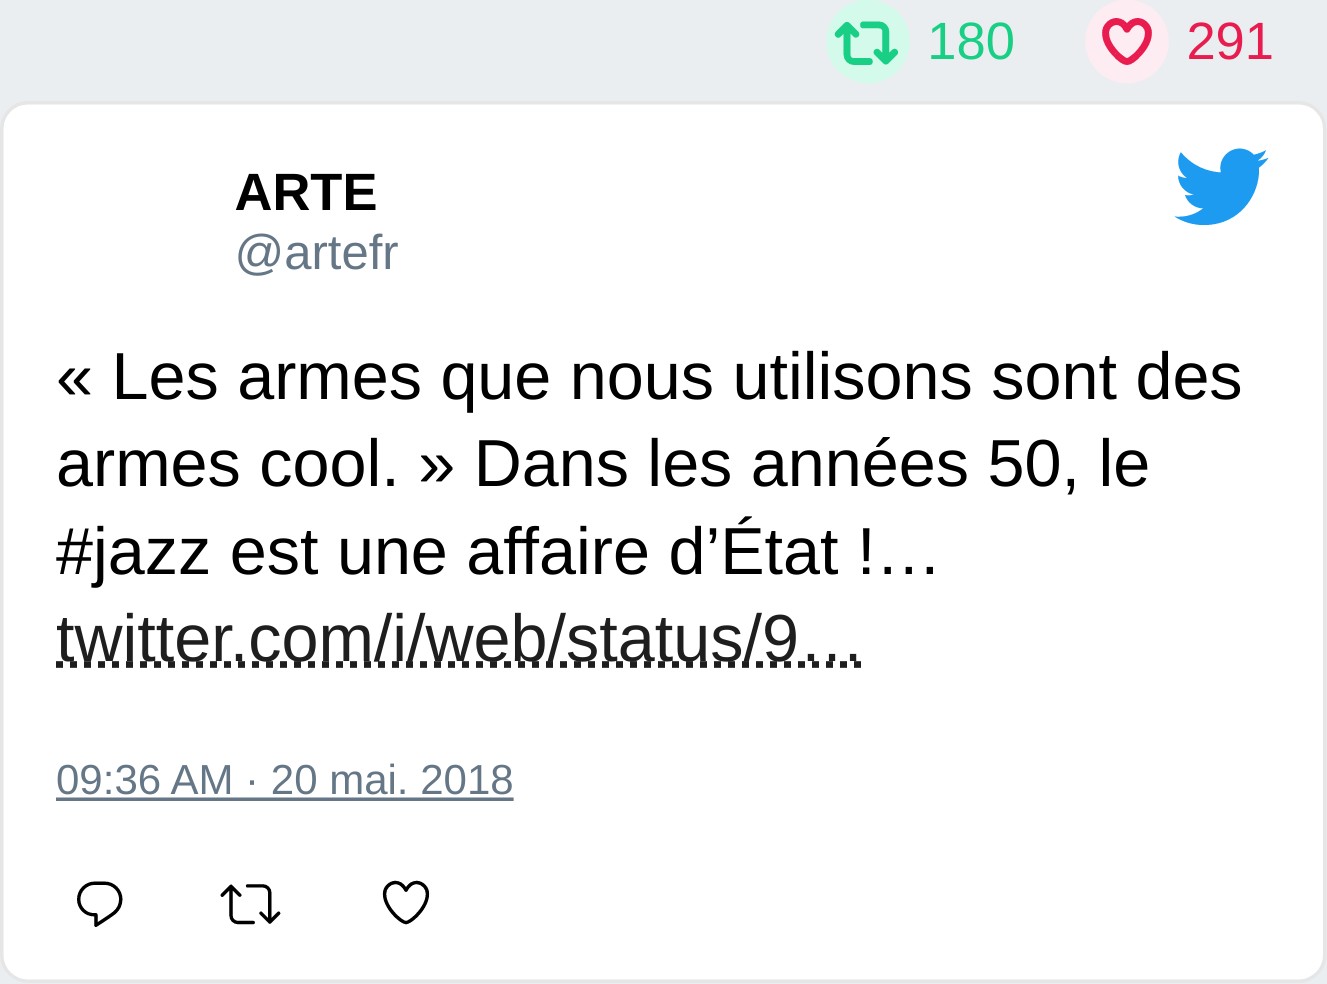 180 291
ARTE
@artefr
« Les armes que nous utilisons sont des
armes cool. » Dans les années 50, le
#jazz est une affaire d’État !…
twitter.com/i/web/status/9…
09:36 AM · 20 mai. 2018